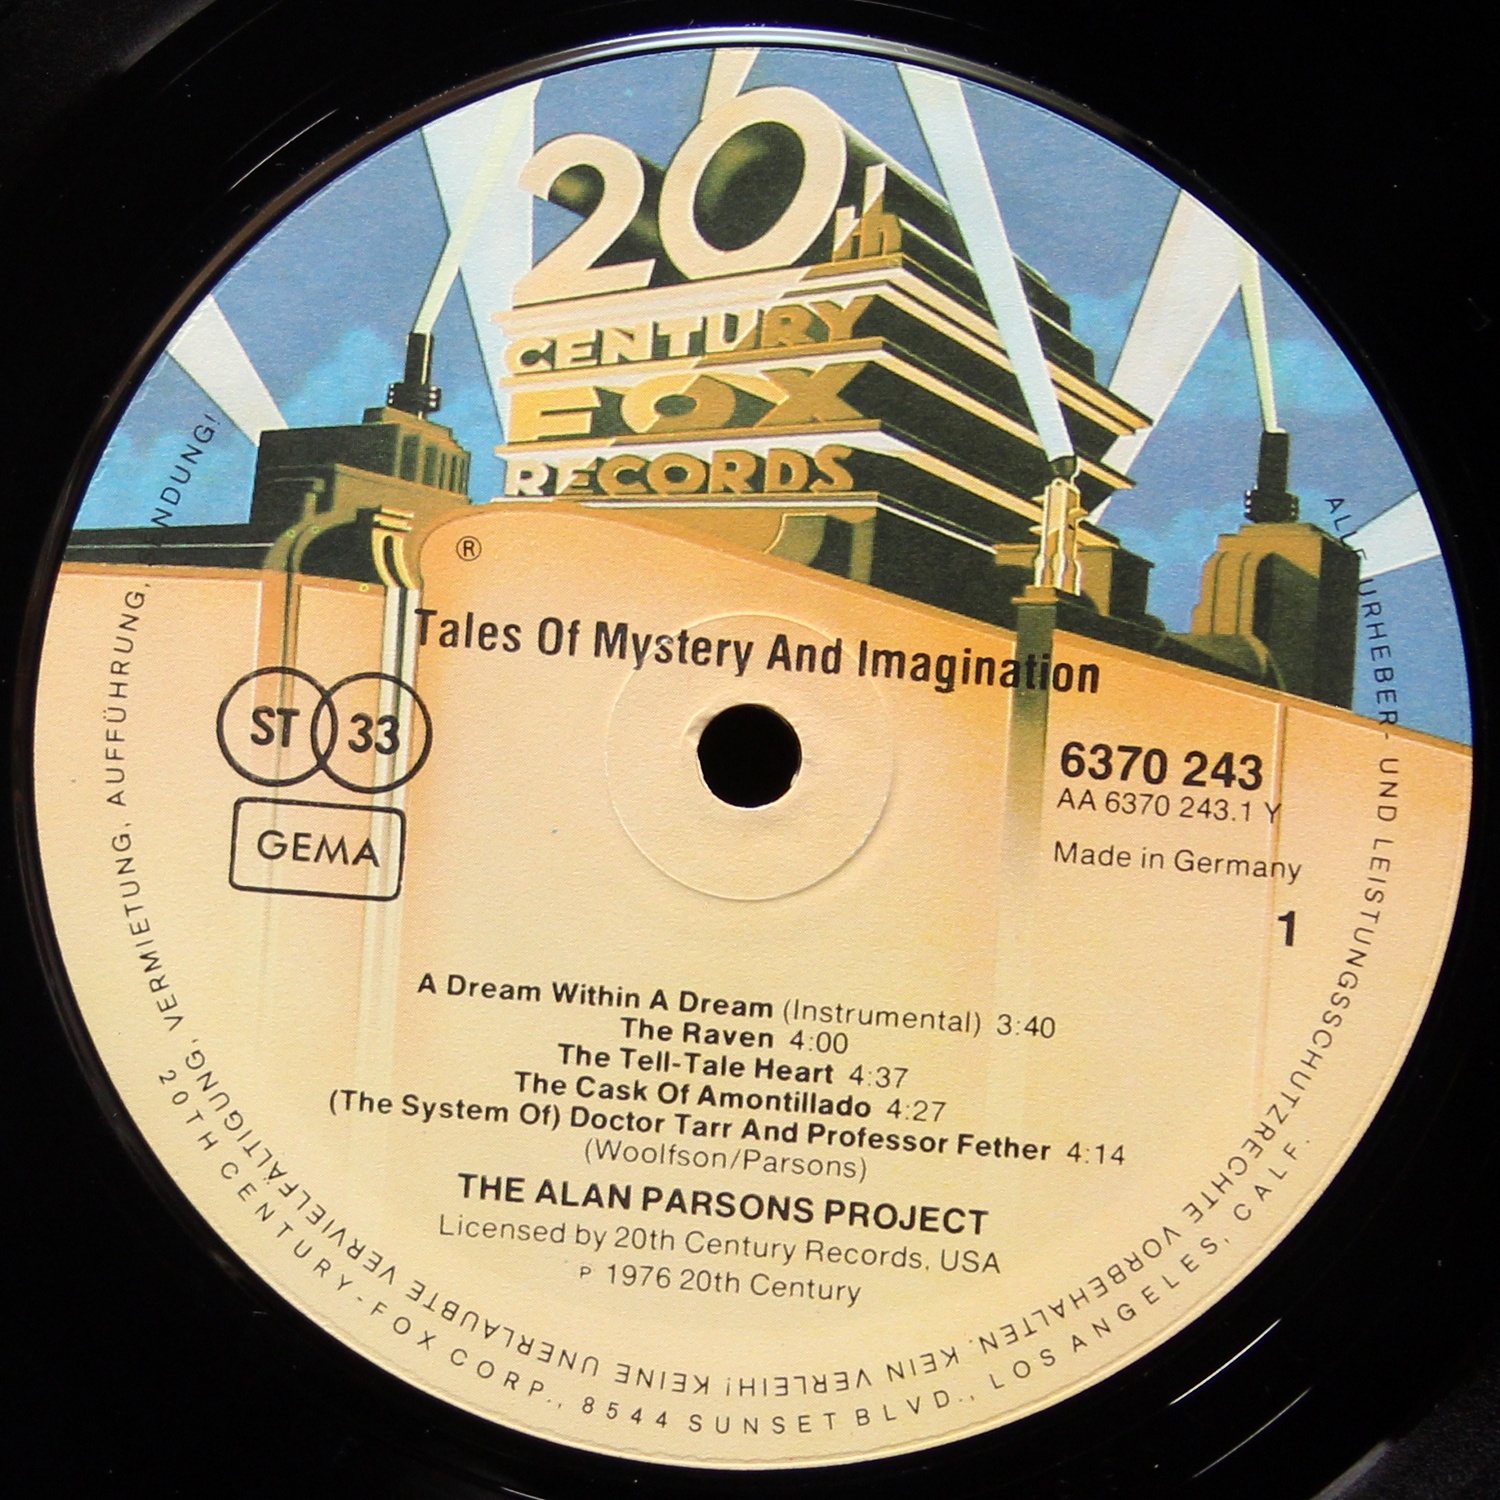 20th
CENTURY
FOX
RECORDS
®
Tales Of Mystery And Imagination
ST 33
GEMA
6370 243
AA 6370 243.1 Y
Made in Germany
1
A Dream Within A Dream (Instrumental) 3:40
The Raven 4:00
The Tell-Tale Heart 4:37
The Cask Of Amontillado 4:27
(The System Of) Doctor Tarr And Professor Fether 4:14
(Woolfson/Parsons)
THE ALAN PARSONS PROJECT
Licensed by 20th Century Records, USA
P 1976 20th Century
ALLE URHEBER- UND LEISTUNGSSCHUTZRECHTE VORBEHALTEN. KEIN VERLEIH! KEINE UNERLAUBTE VERVIELFÄLTIGUNG, VERMIETUNG, AUFFÜHRUNG, NDUNG!
20TH CENTURY-FOX CORP., 8544 SUNSET BLVD., LOS ANGELES, CALF.